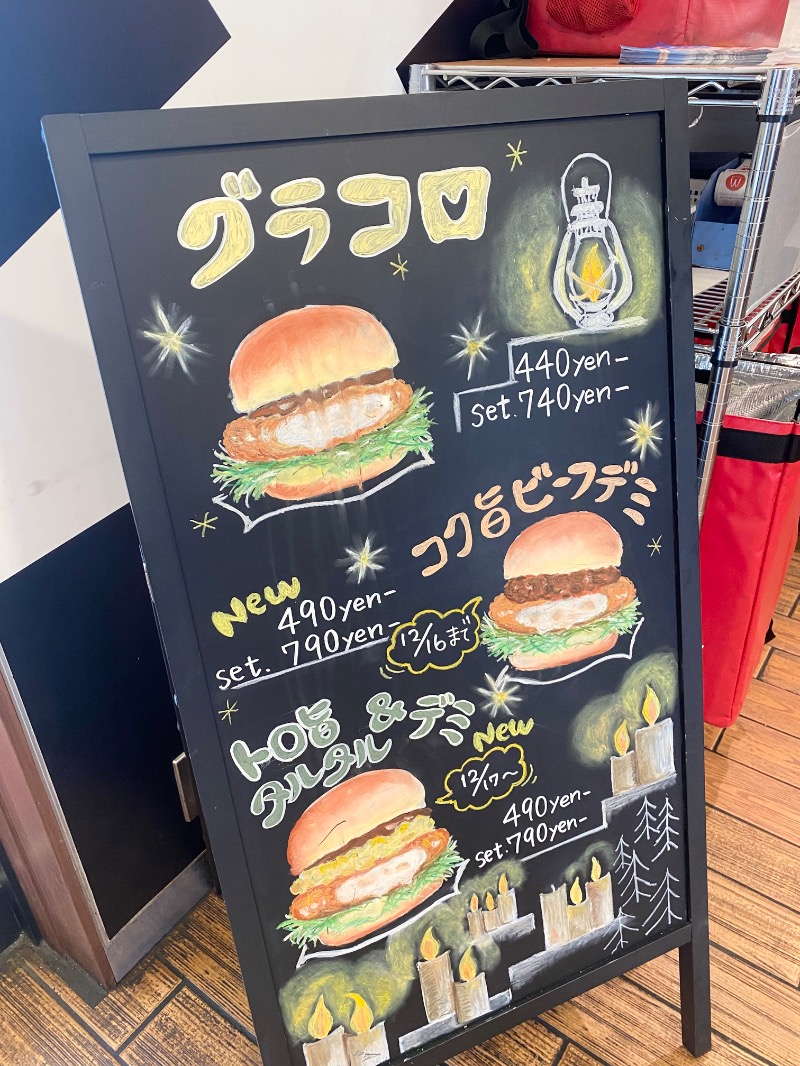 グラコロ
440yen-
set.740yen-
コク旨ビーフデミ
New
490yen-
set. 790yen-
12/16まで
トロ旨
タルタル & デミ
New
12/17〜
490yen-
set.790yen-